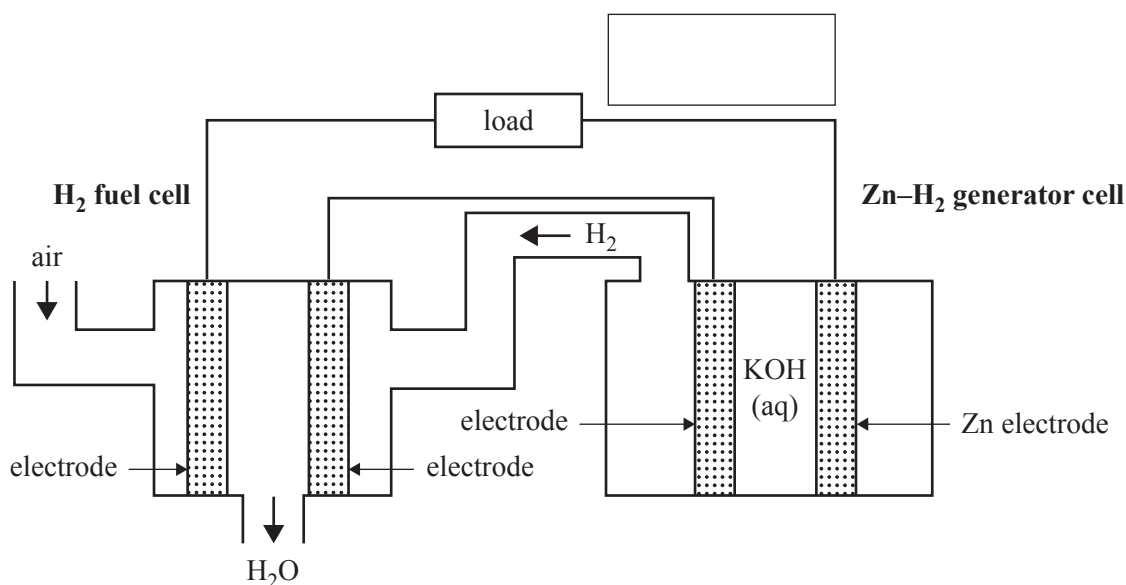 load
H₂ fuel cell
Zn–H₂ generator cell
air
H₂
KOH
(aq)
electrode
Zn electrode
electrode
electrode
H₂O